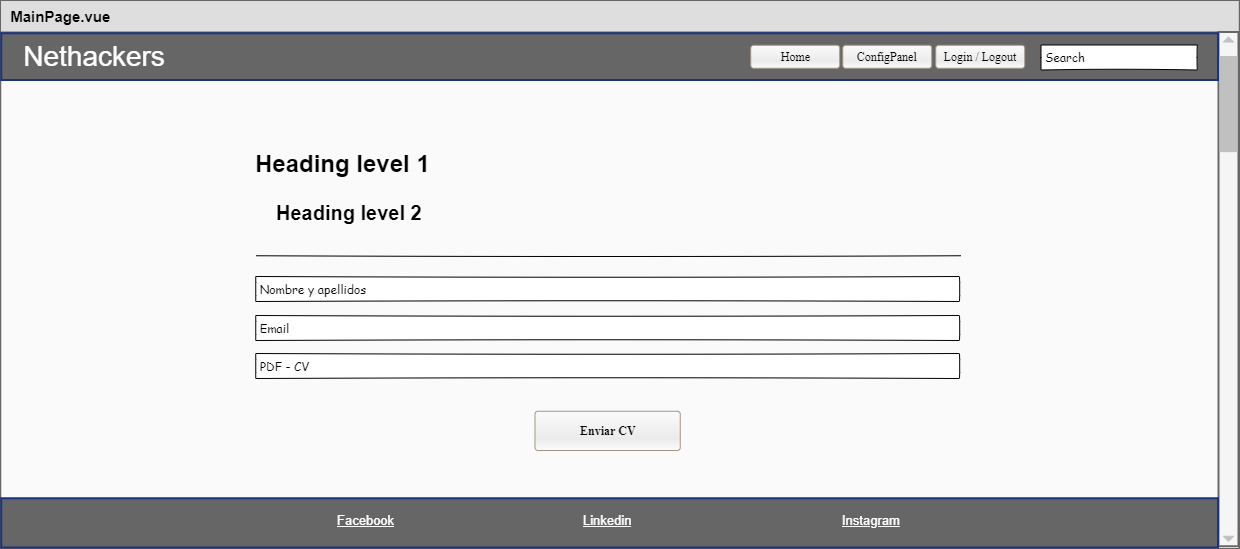 MainPage.vue
Nethackers
Home
ConfigPanel
Login / Logout
Search
Heading level 1
Heading level 2
Nombre y apellidos
Email
PDF - CV
Enviar CV
Facebook
Linkedin
Instagram